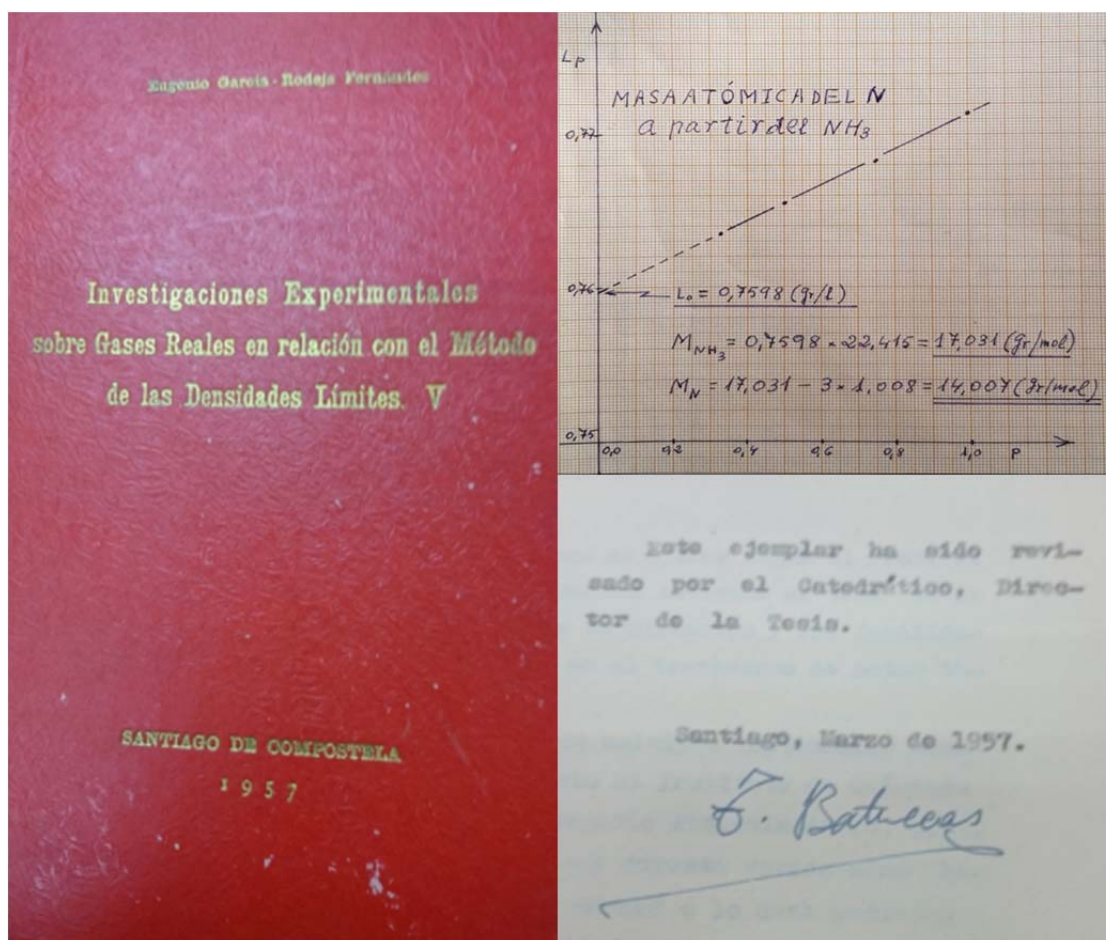 Eugenio García-Rodeja Fernández
Investigaciones Experimentales
sobre Gases Reales en relación con el Método
de las Densidades Límites. V
SANTIAGO DE COMPOSTELA
1957
Lp
MASA ATÓMICA DEL N
a partir del NH₃
0,77
0,76
L₀ = 0,7598 (gr/l)
M_NH₃ = 0,7598 × 22,415 = 17,031 (gr/mol)
M_N = 17,031 - 3 × 1,008 = 14,007 (gr/mol)
0,75
0,0 0,2 0,4 0,6 0,8 1,0 P
Este ejemplar ha sido revi-
sado por el Catedrático, Direc-
tor de la Tesis.
Santiago, Marzo de 1957.
T. Batuecas